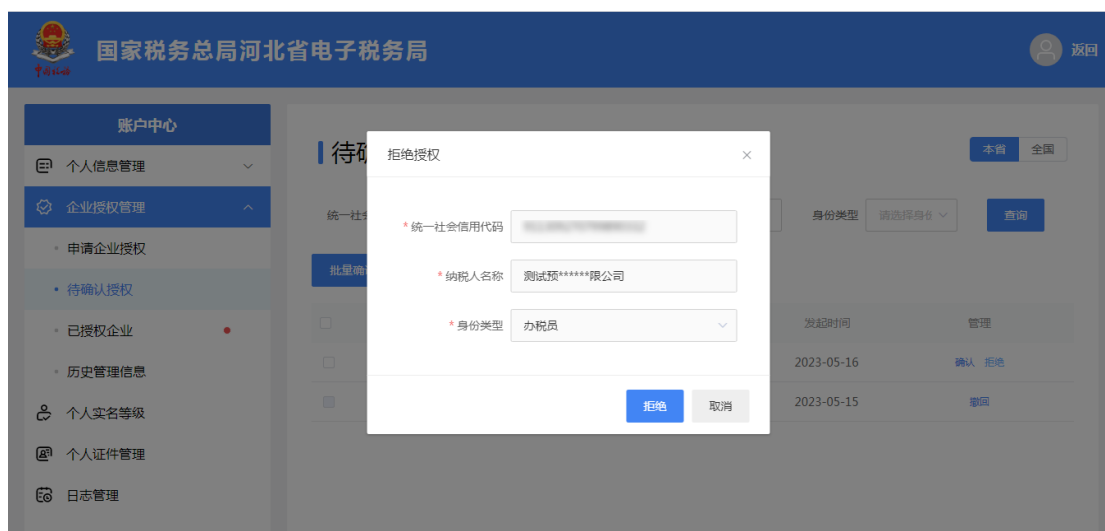 国家税务总局河北省电子税务局
返回
账户中心
个人信息管理
企业授权管理
申请企业授权
待确认授权
已授权企业
历史管理信息
个人实名等级
个人证件管理
日志管理
待确
本省 全国
统一社会
身份类型 请选择身份
查询
批量确认
发起时间 管理
2023-05-16 确认 拒绝
2023-05-15 撤回
拒绝授权
*统一社会信用代码
*纳税人名称 测试预******限公司
*身份类型 办税员
拒绝 取消